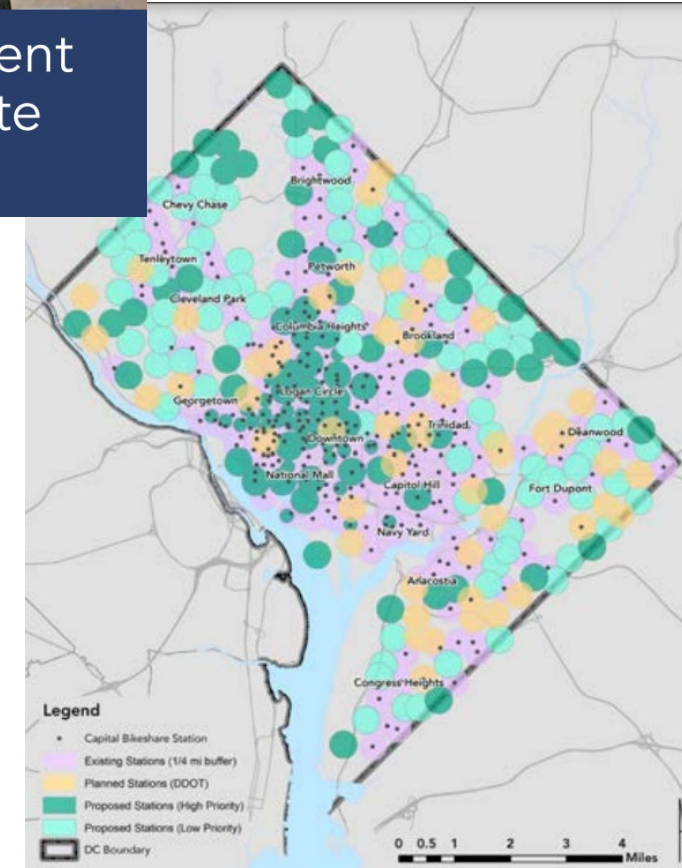 ent
te
Brightwood
Chevy Chase
Tenleytown
Petworth
Cleveland Park
Columbia Heights
Brookland
Logan Circle
Georgetown
Trinidad
Deanwood
Downtown
National Mall
Capitol Hill
Fort Dupont
Navy Yard
Anacostia
Congress Heights
Legend
Capital Bikeshare Station
Existing Stations (1/4 mi buffer)
Planned Stations (DDOT)
Proposed Stations (High Priority)
Proposed Stations (Low Priority)
DC Boundary
0 0.5 1 2 3 4
Miles